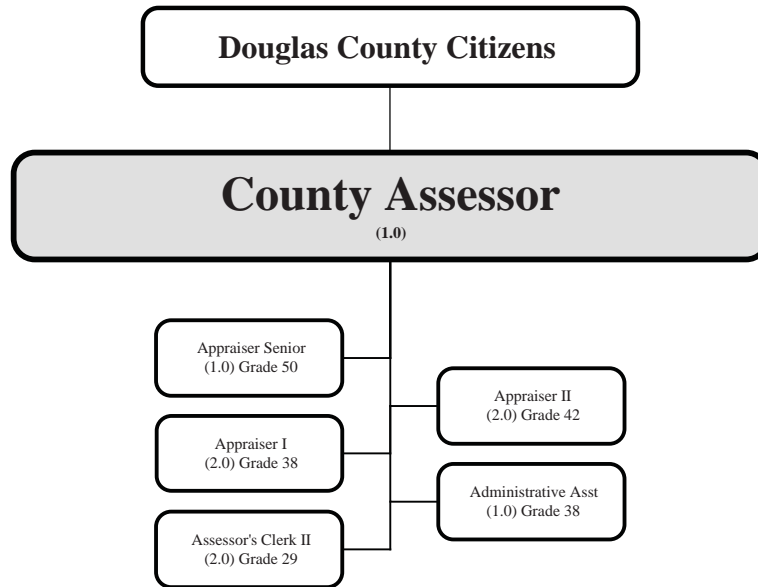 Douglas County Citizens
County Assessor
(1.0)
Appraiser Senior
(1.0) Grade 50
Appraiser II
(2.0) Grade 42
Appraiser I
(2.0) Grade 38
Administrative Asst
(1.0) Grade 38
Assessor's Clerk II
(2.0) Grade 29